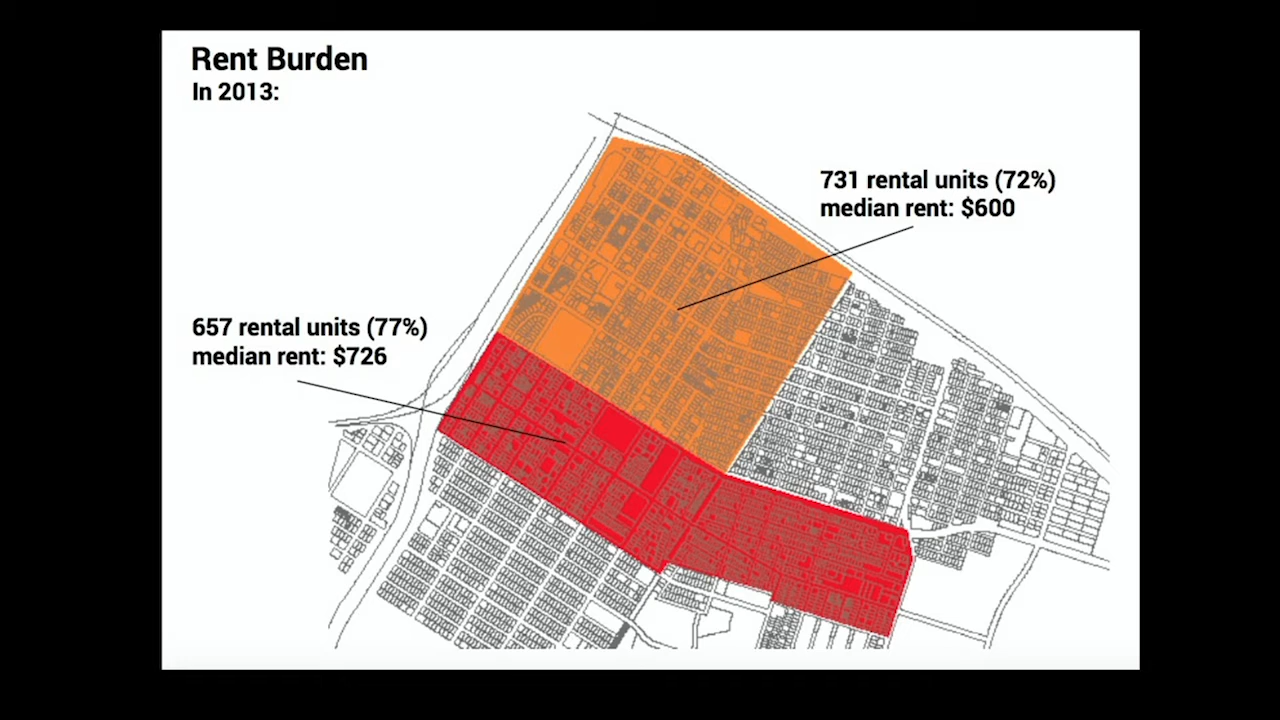 Rent Burden
In 2013:
731 rental units (72%)
median rent: $600
657 rental units (77%)
median rent: $726